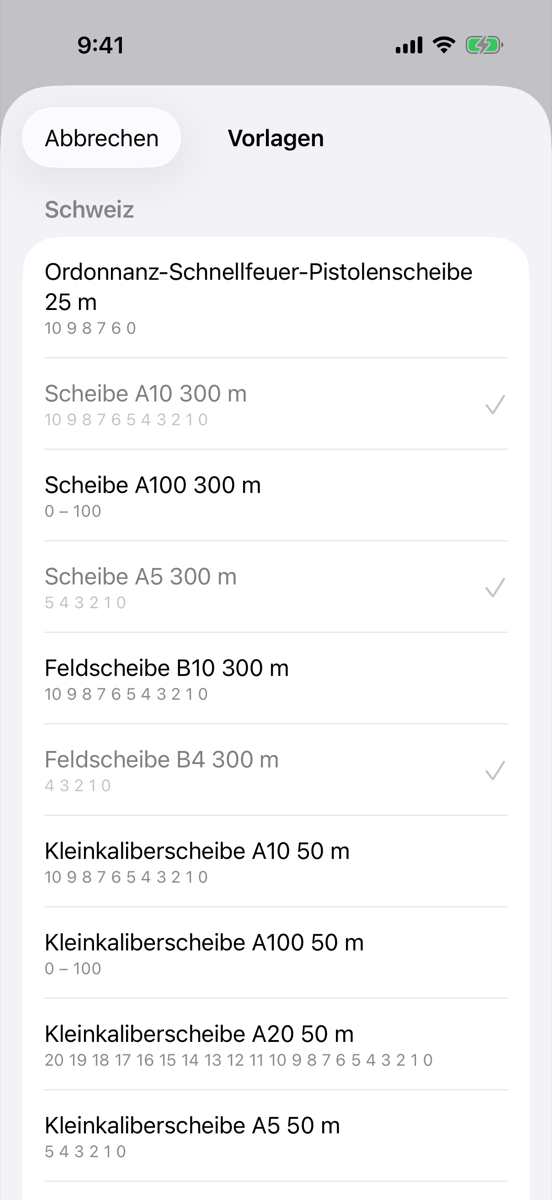 9:41
Abbrechen
Vorlagen
Schweiz
Ordonnanz-Schnellfeuer-Pistolenscheibe
25 m
10 9 8 7 6 0
Scheibe A10 300 m
10 9 8 7 6 5 4 3 2 1 0
Scheibe A100 300 m
0 – 100
Scheibe A5 300 m
5 4 3 2 1 0
Feldscheibe B10 300 m
10 9 8 7 6 5 4 3 2 1 0
Feldscheibe B4 300 m
4 3 2 1 0
Kleinkaliberscheibe A10 50 m
10 9 8 7 6 5 4 3 2 1 0
Kleinkaliberscheibe A100 50 m
0 – 100
Kleinkaliberscheibe A20 50 m
20 19 18 17 16 15 14 13 12 11 10 9 8 7 6 5 4 3 2 1 0
Kleinkaliberscheibe A5 50 m
5 4 3 2 1 0